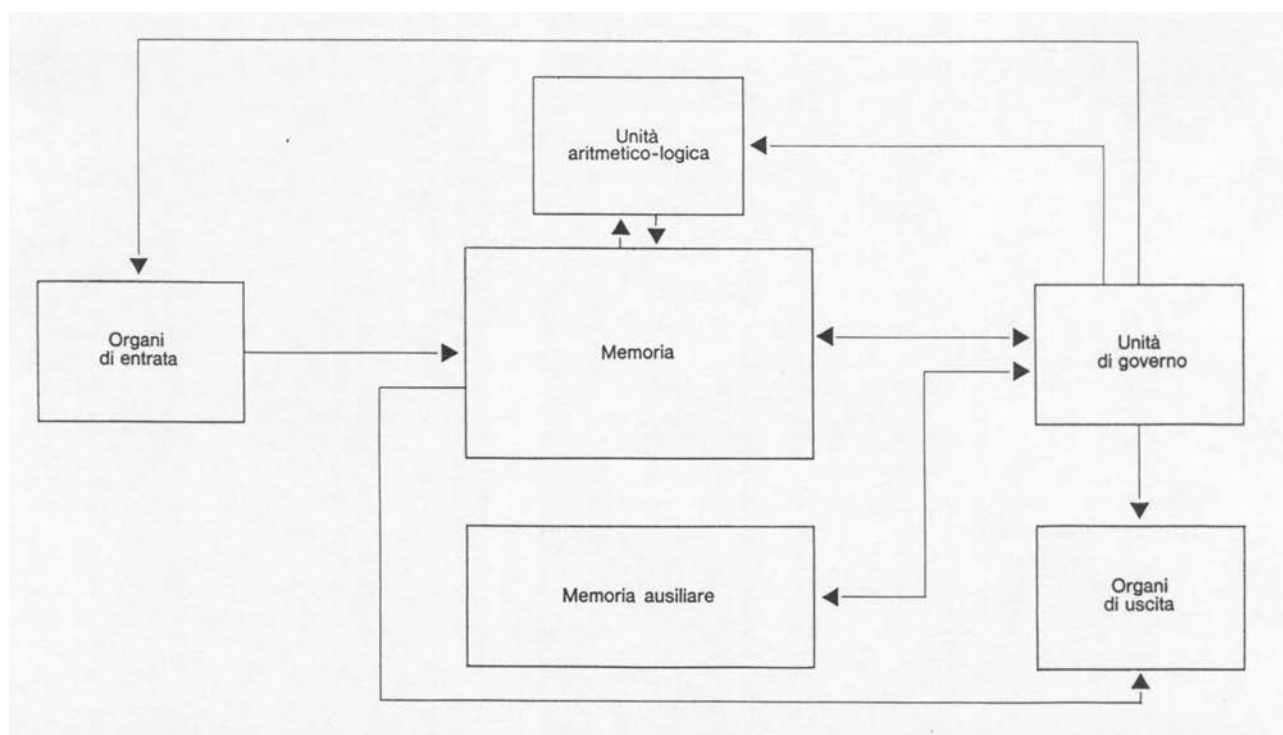 Unità
aritmetico-logica
Organi
di entrata
Memoria
Unità
di governo
Memoria ausiliare
Organi
di uscita